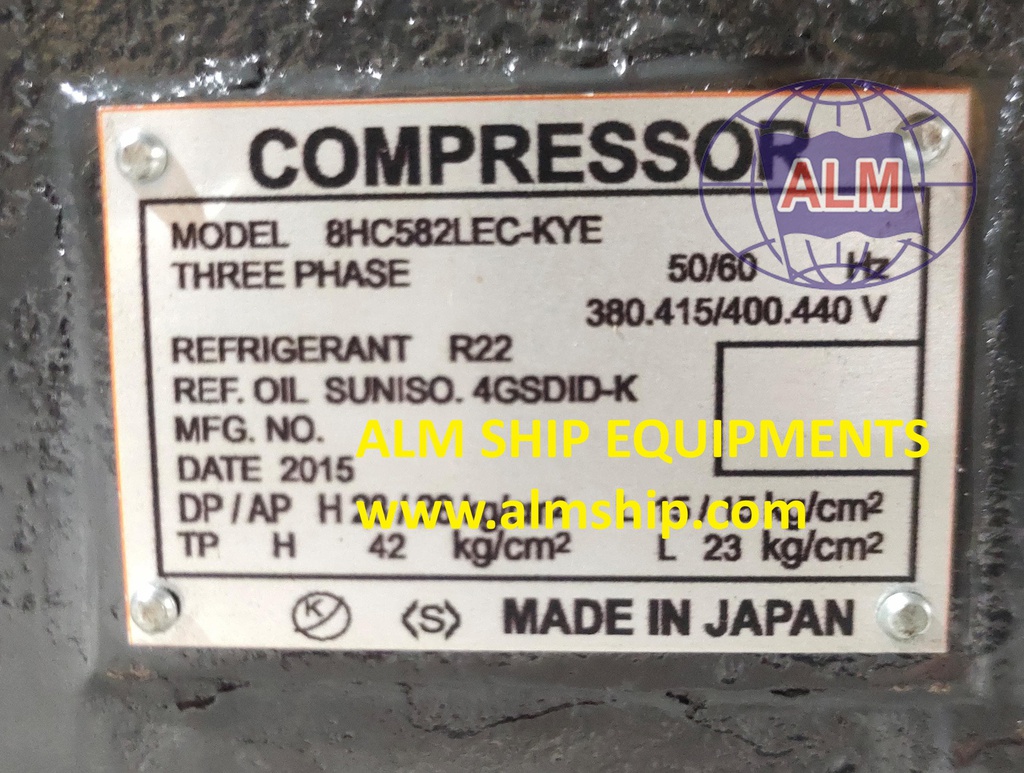 COMPRESSOR
ALM
MODEL 8HC582LEC-KYE
THREE PHASE 50/60 Hz
380.415/400.440 V
REFRIGERANT R22
REF. OIL SUNISO. 4GSDID-K
MFG. NO.
ALM SHIP EQUIPMENTS
DATE 2015
DP / AP H kg/cm2
www.almship.com
TP H 42 kg/cm2 L 23 kg/cm2
K
(S) MADE IN JAPAN